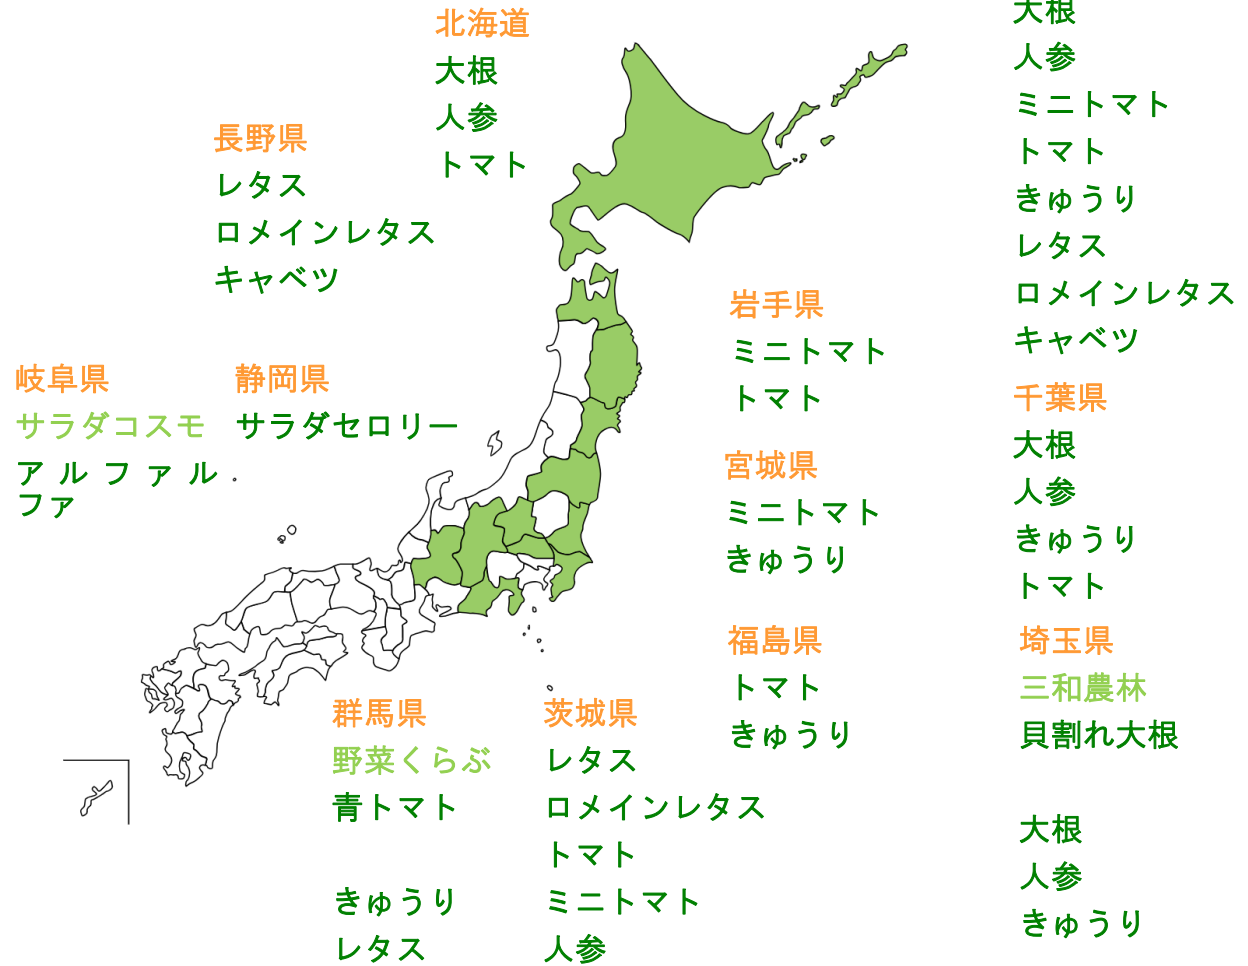 北海道
大根
人参
トマト
長野県
レタス
ロメインレタス
キャベツ
岐阜県
サラダコスモ
アルファル
ファ
静岡県
サラダセロリー
岩手県
ミニトマト
トマト
宮城県
ミニトマト
きゅうり
福島県
トマト
きゅうり
群馬県
野菜くらぶ
青トマト
きゅうり
レタス
茨城県
レタス
ロメインレタス
トマト
ミニトマト
人参
大根
人参
ミニトマト
トマト
きゅうり
レタス
ロメインレタス
キャベツ
千葉県
大根
人参
きゅうり
トマト
埼玉県
三和農林
貝割れ大根
大根
人参
きゅうり